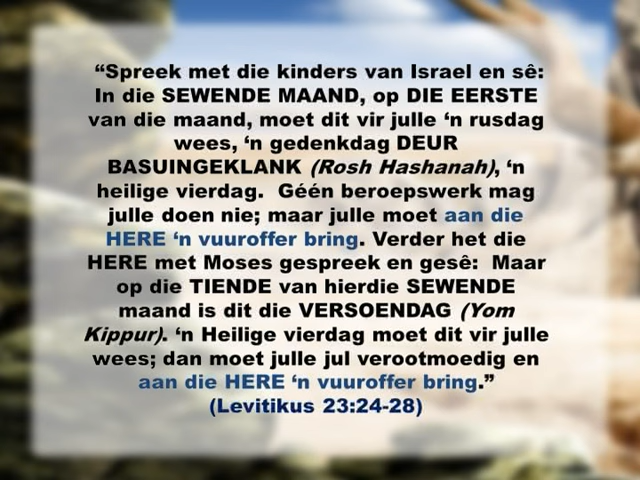 “Spreek met die kinders van Israel en sê:
In die SEWENDE MAAND, op DIE EERSTE
van die maand, moet dit vir julle ‘n rusdag
wees, ‘n gedenkdag DEUR
BASUINGEKLANK (Rosh Hashanah), ‘n
heilige vierdag.  Géén beroepswerk mag
julle doen nie; maar julle moet aan die
HERE ‘n vuuroffer bring. Verder het die
HERE met Moses gespreek en gesê:  Maar
op die TIENDE van hierdie SEWENDE
maand is dit die VERSOENDAG (Yom
Kippur). ‘n Heilige vierdag moet dit vir julle
wees; dan moet julle jul verootmoedig en
aan die HERE ‘n vuuroffer bring.”
(Levitikus 23:24-28)